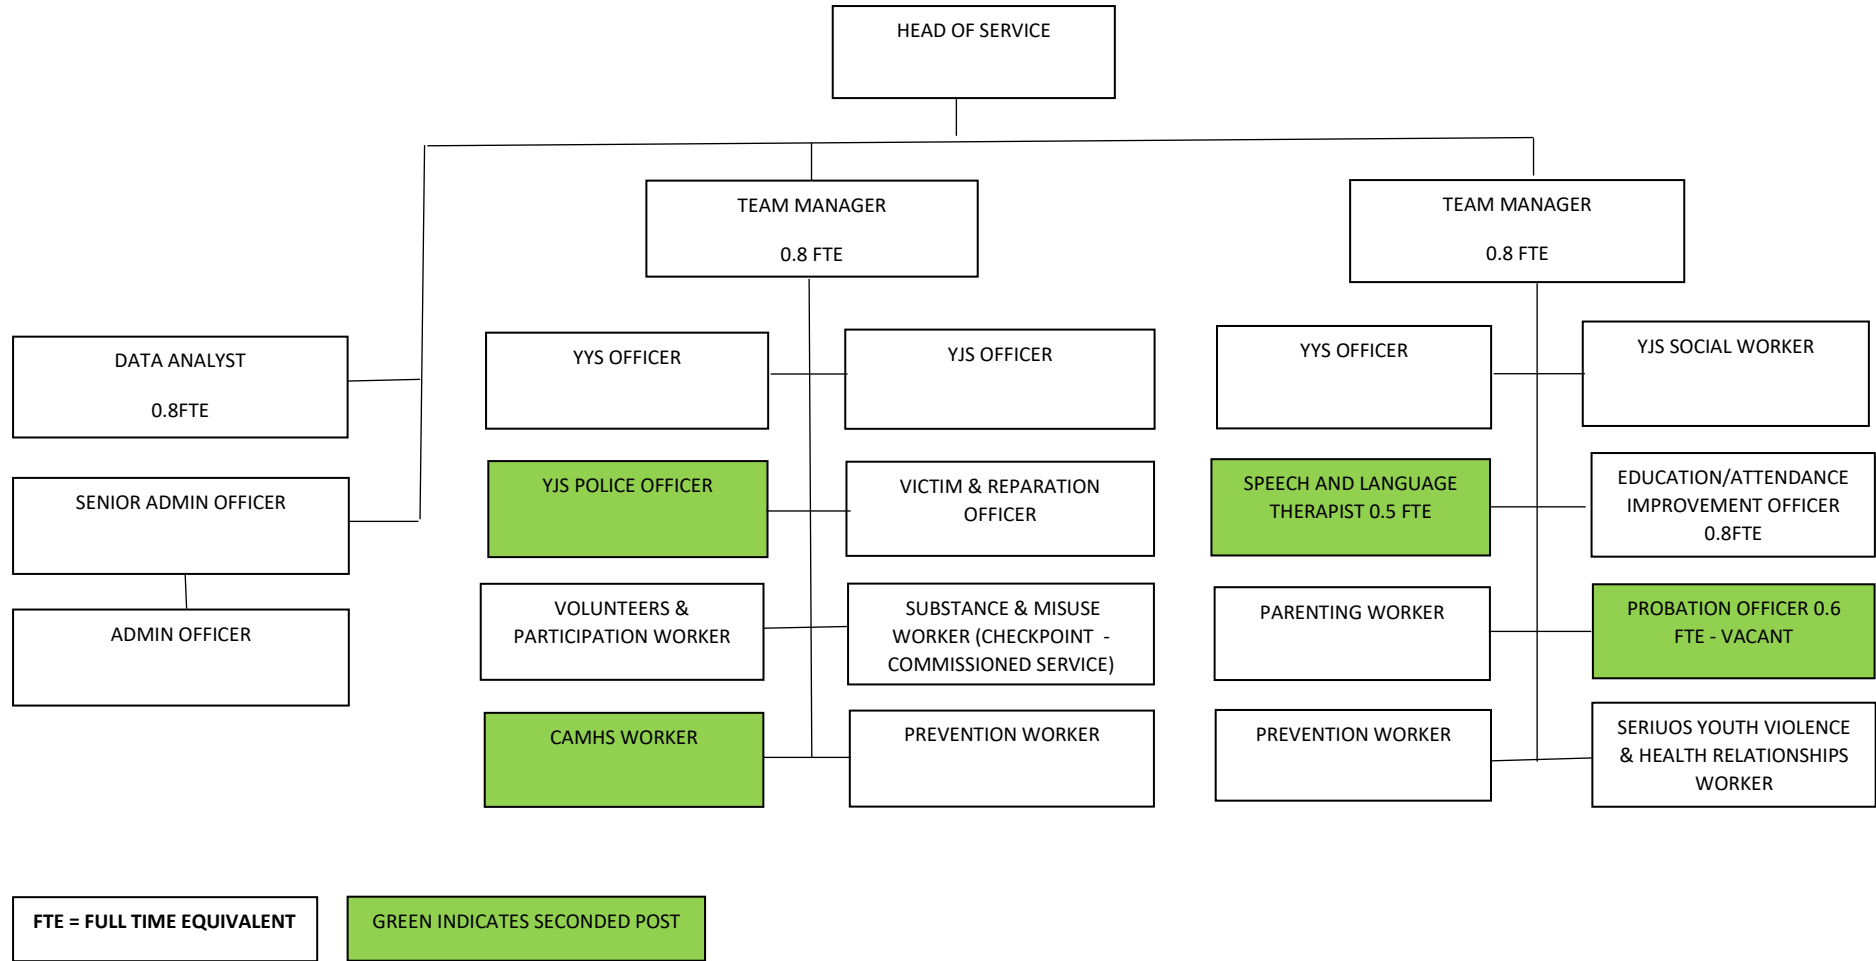 HEAD OF SERVICE
TEAM MANAGER
0.8 FTE
TEAM MANAGER
0.8 FTE
DATA ANALYST
0.8FTE
YYS OFFICER
YJS OFFICER
YYS OFFICER
YJS SOCIAL WORKER
SENIOR ADMIN OFFICER
YJS POLICE OFFICER
VICTIM & REPARATION
OFFICER
SPEECH AND LANGUAGE
THERAPIST 0.5 FTE
EDUCATION/ATTENDANCE
IMPROVEMENT OFFICER
0.8FTE
ADMIN OFFICER
VOLUNTEERS &
PARTICIPATION WORKER
SUBSTANCE & MISUSE
WORKER (CHECKPOINT -
COMMISSIONED SERVICE)
PARENTING WORKER
PROBATION OFFICER 0.6
FTE - VACANT
CAMHS WORKER
PREVENTION WORKER
PREVENTION WORKER
SERIUOS YOUTH VIOLENCE
& HEALTH RELATIONSHIPS
WORKER
FTE = FULL TIME EQUIVALENT
GREEN INDICATES SECONDED POST